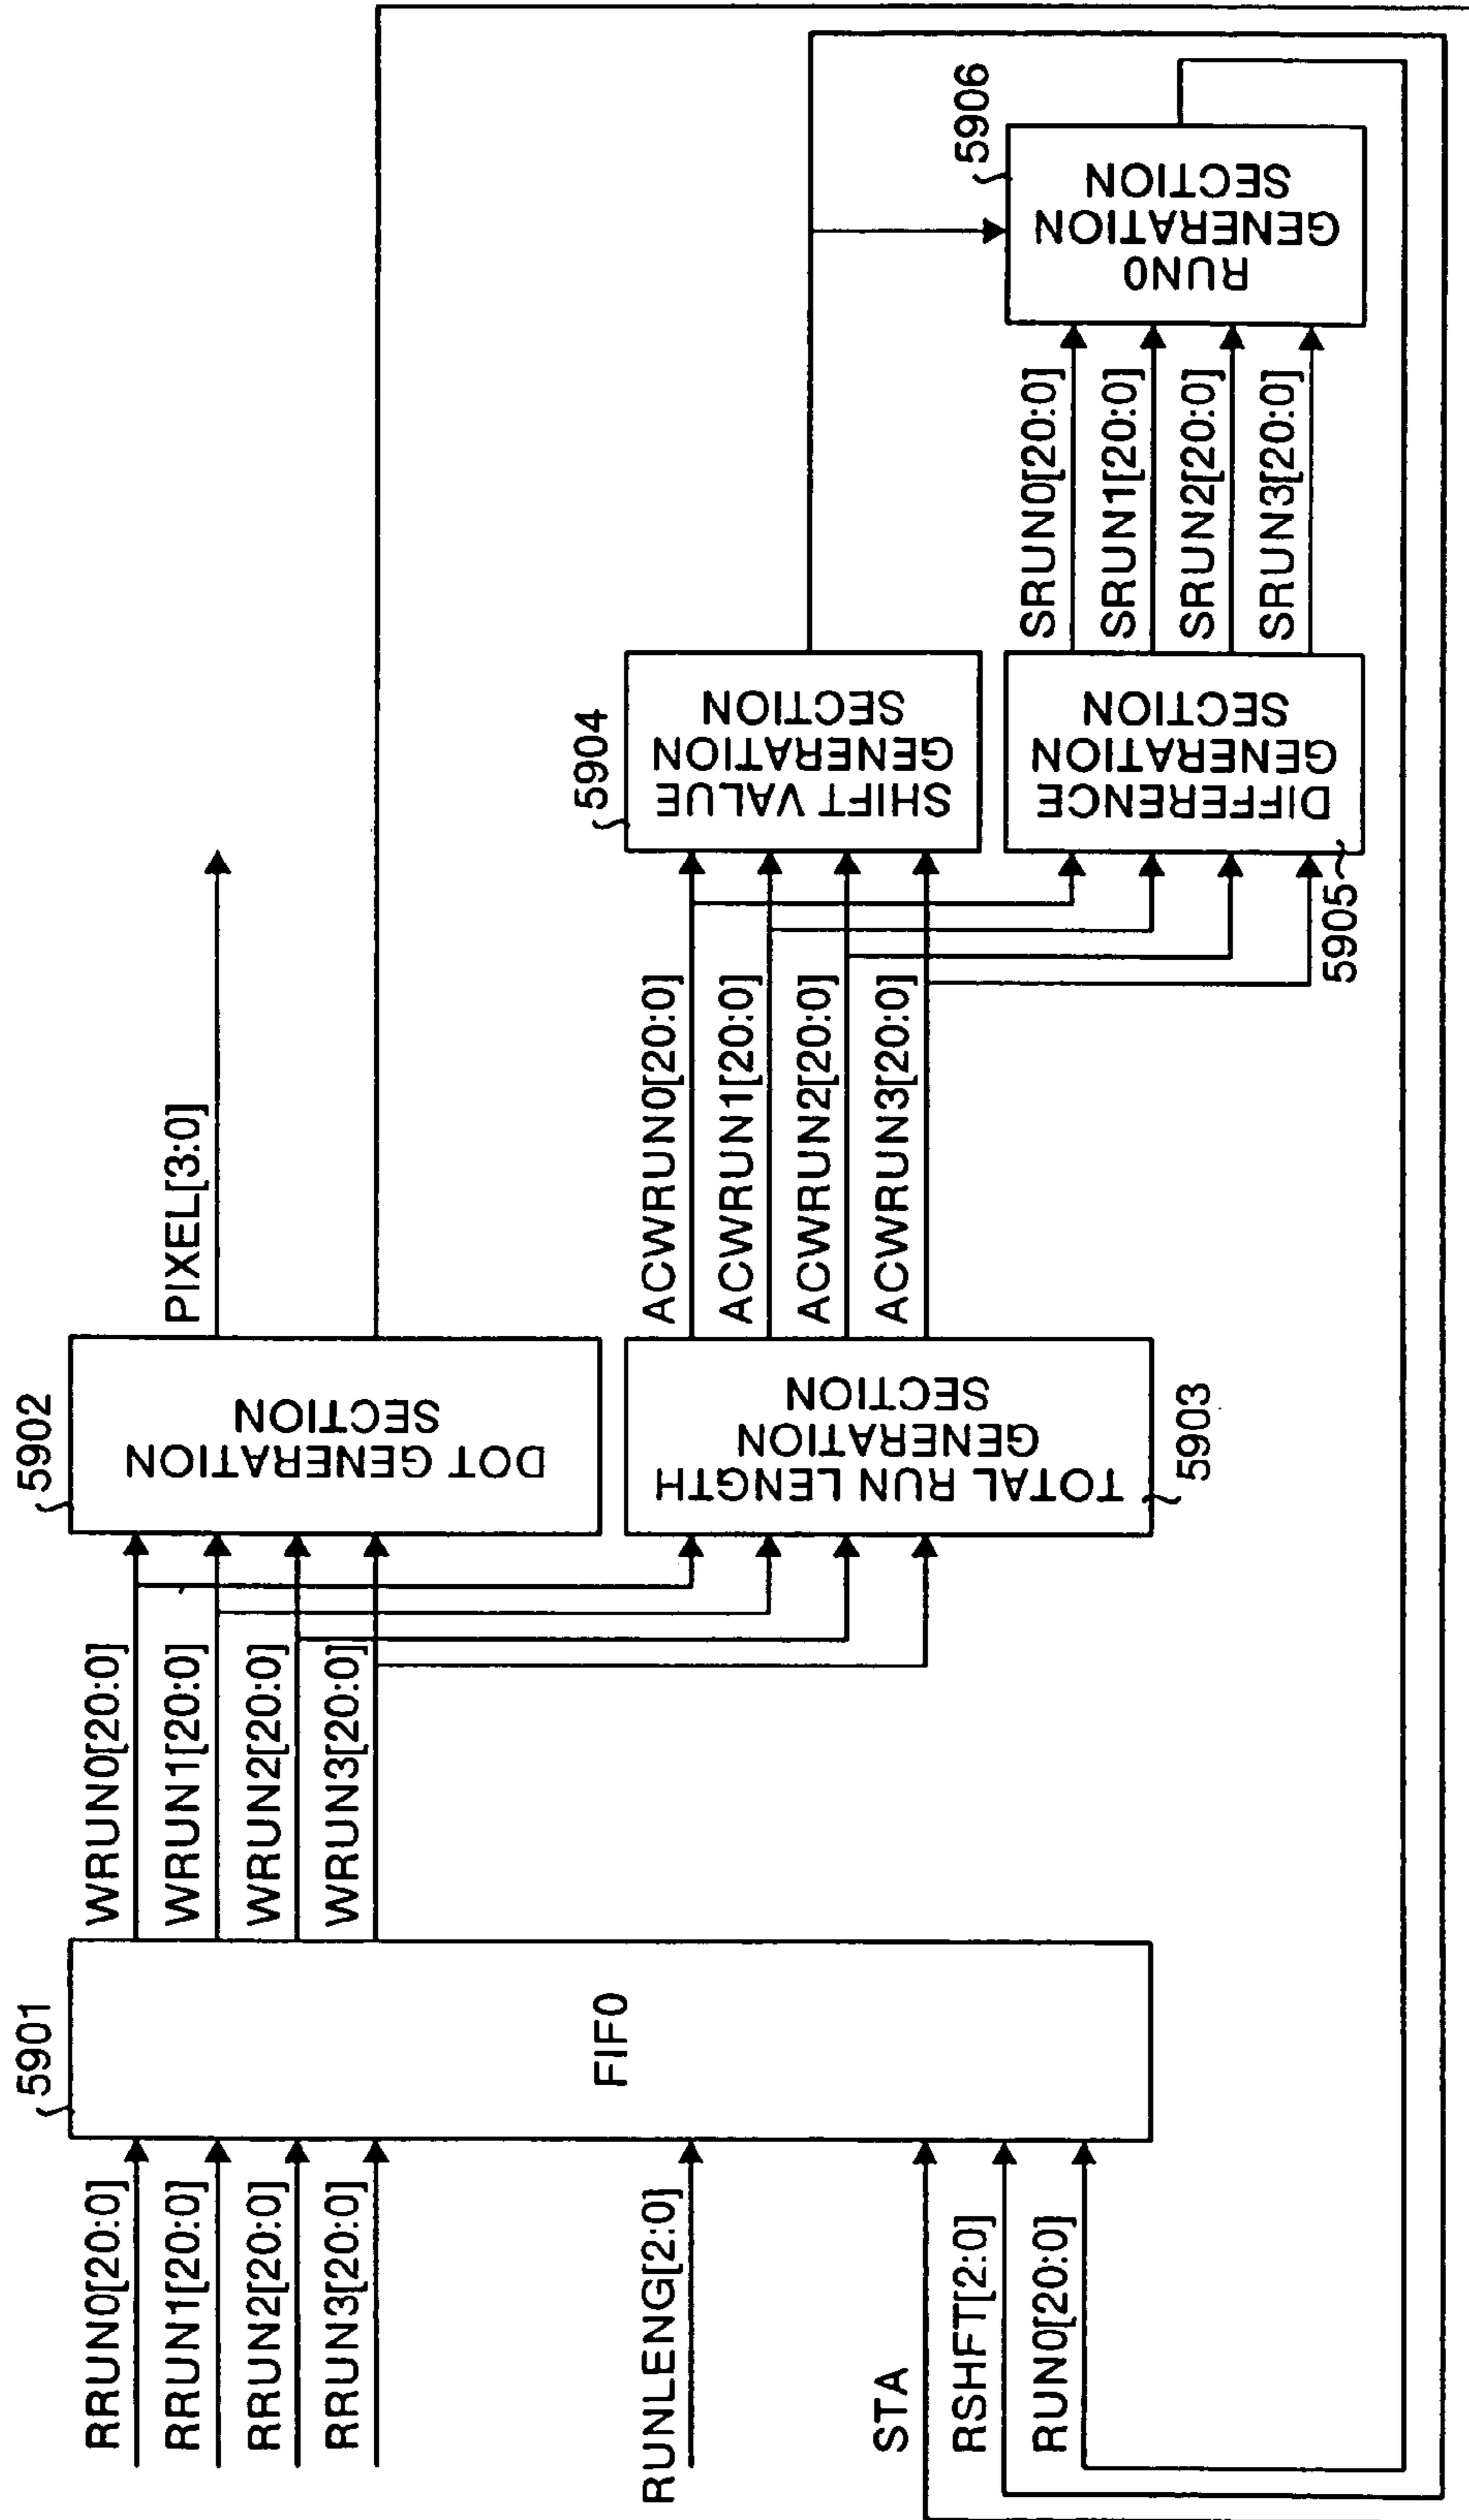 5901
FIFO
RRUN0[20:0]
RRUN1[20:0]
RRUN2[20:0]
RRUN3[20:0]
RUNLENG[2:0]
STA
RSHFT[2:0]
RUN0[20:0]
WRUN0[20:0]
WRUN1[20:0]
WRUN2[20:0]
WRUN3[20:0]
5902
DOT GENERATION
SECTION
PIXEL[3:0]
5903
TOTAL RUN LENGTH
GENERATION
SECTION
ACWRUN0[20:0]
ACWRUN1[20:0]
ACWRUN2[20:0]
ACWRUN3[20:0]
5904
SHIFT VALUE
GENERATION
SECTION
5905
DIFFERENCE
GENERATION
SECTION
SRUN0[20:0]
SRUN1[20:0]
SRUN2[20:0]
SRUN3[20:0]
5906
RUN0
GENERATION
SECTION